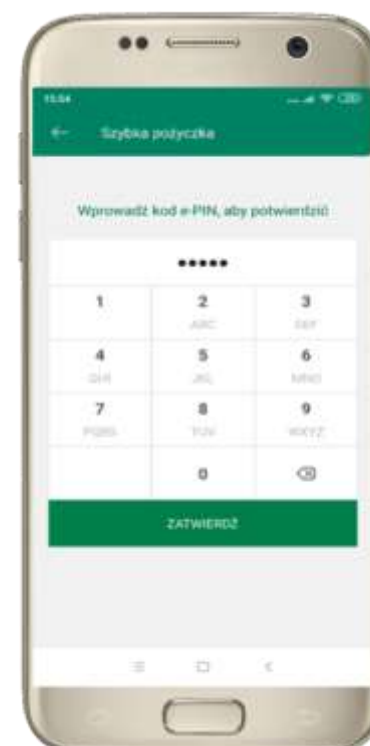 15:54
Szybka pożyczka
Wprowadź kod e-PIN, aby potwierdzić
•••••
1 2 3
ABC DEF
4 5 6
GHI JKL MNO
7 8 9
PQRS TUV WXYZ
0
ZATWIERDŹ